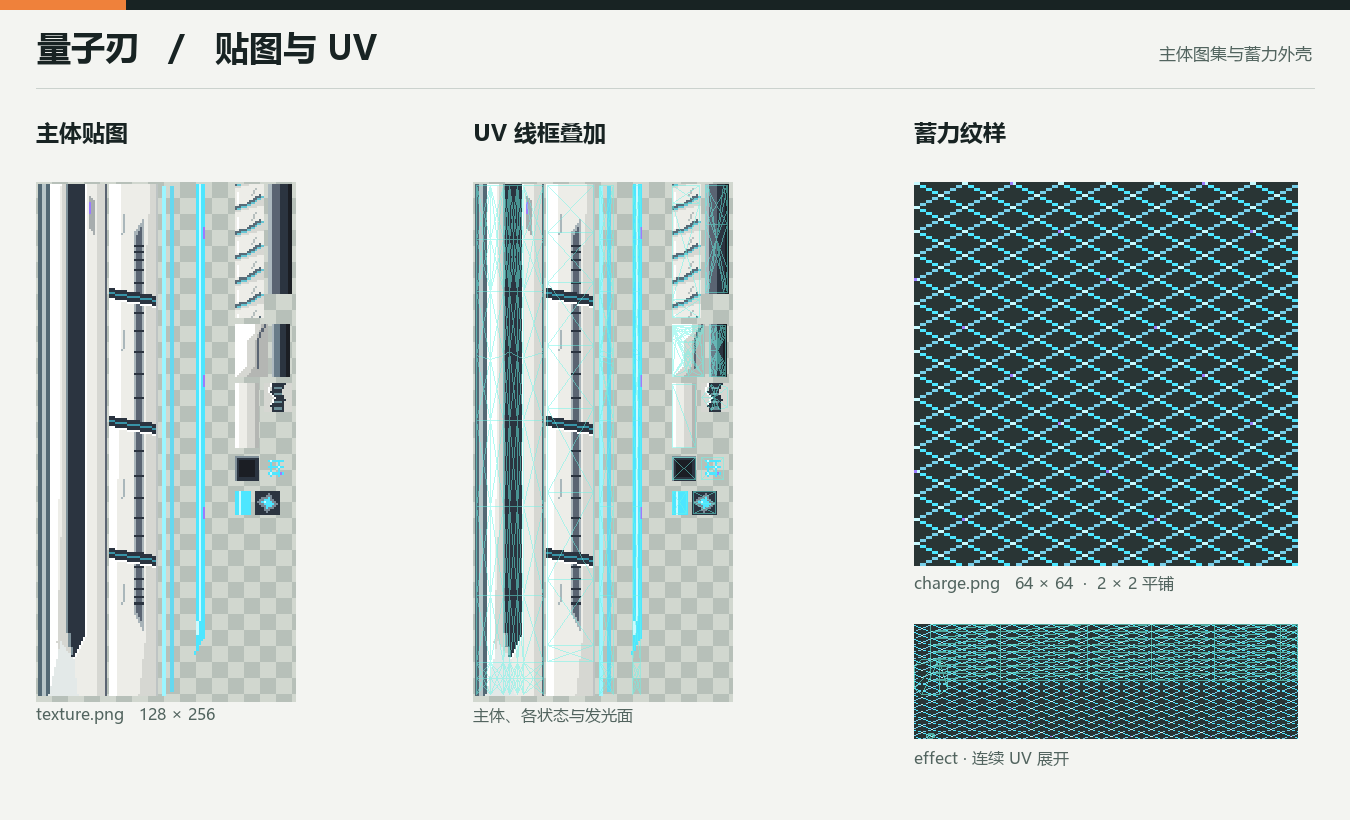 量子刃 / 贴图与 UV
主体图集与蓄力外壳
主体贴图
UV 线框叠加
蓄力纹样
texture.png 128 × 256
主体、各状态与发光面
charge.png 64 × 64 · 2 × 2 平铺
effect · 连续 UV 展开